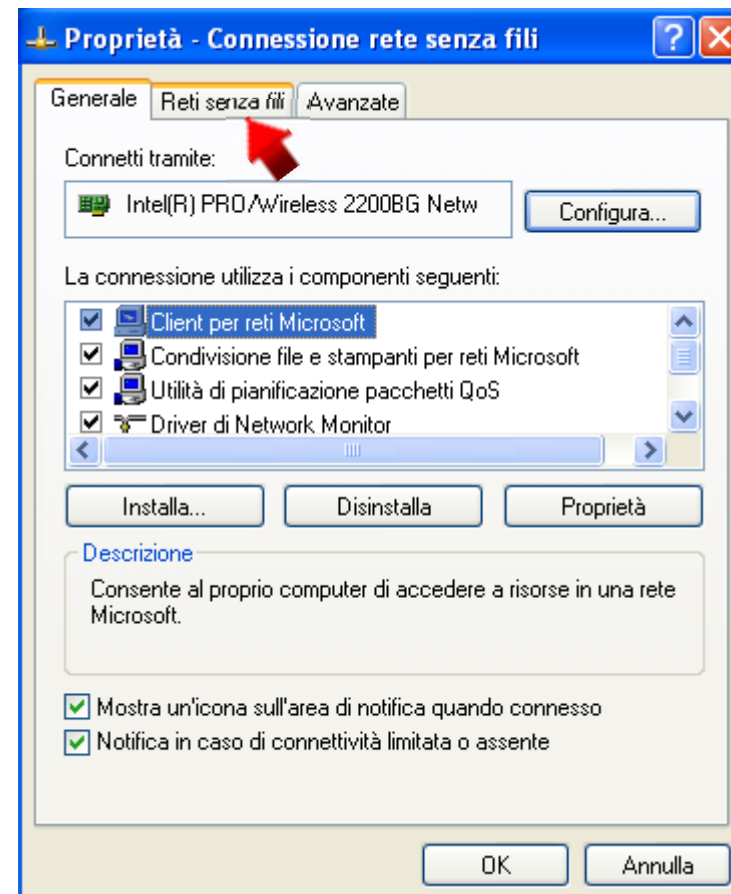 Proprietà - Connessione rete senza fili
Generale Reti senza fili Avanzate
Connetti tramite:
Intel(R) PRO/Wireless 2200BG Netw Configura...
La connessione utilizza i componenti seguenti:
Client per reti Microsoft
Condivisione file e stampanti per reti Microsoft
Utilità di pianificazione pacchetti QoS
Driver di Network Monitor
Installa... Disinstalla Proprietà
Descrizione
Consente al proprio computer di accedere a risorse in una rete
Microsoft.
Mostra un'icona sull'area di notifica quando connesso
Notifica in caso di connettività limitata o assente
OK Annulla